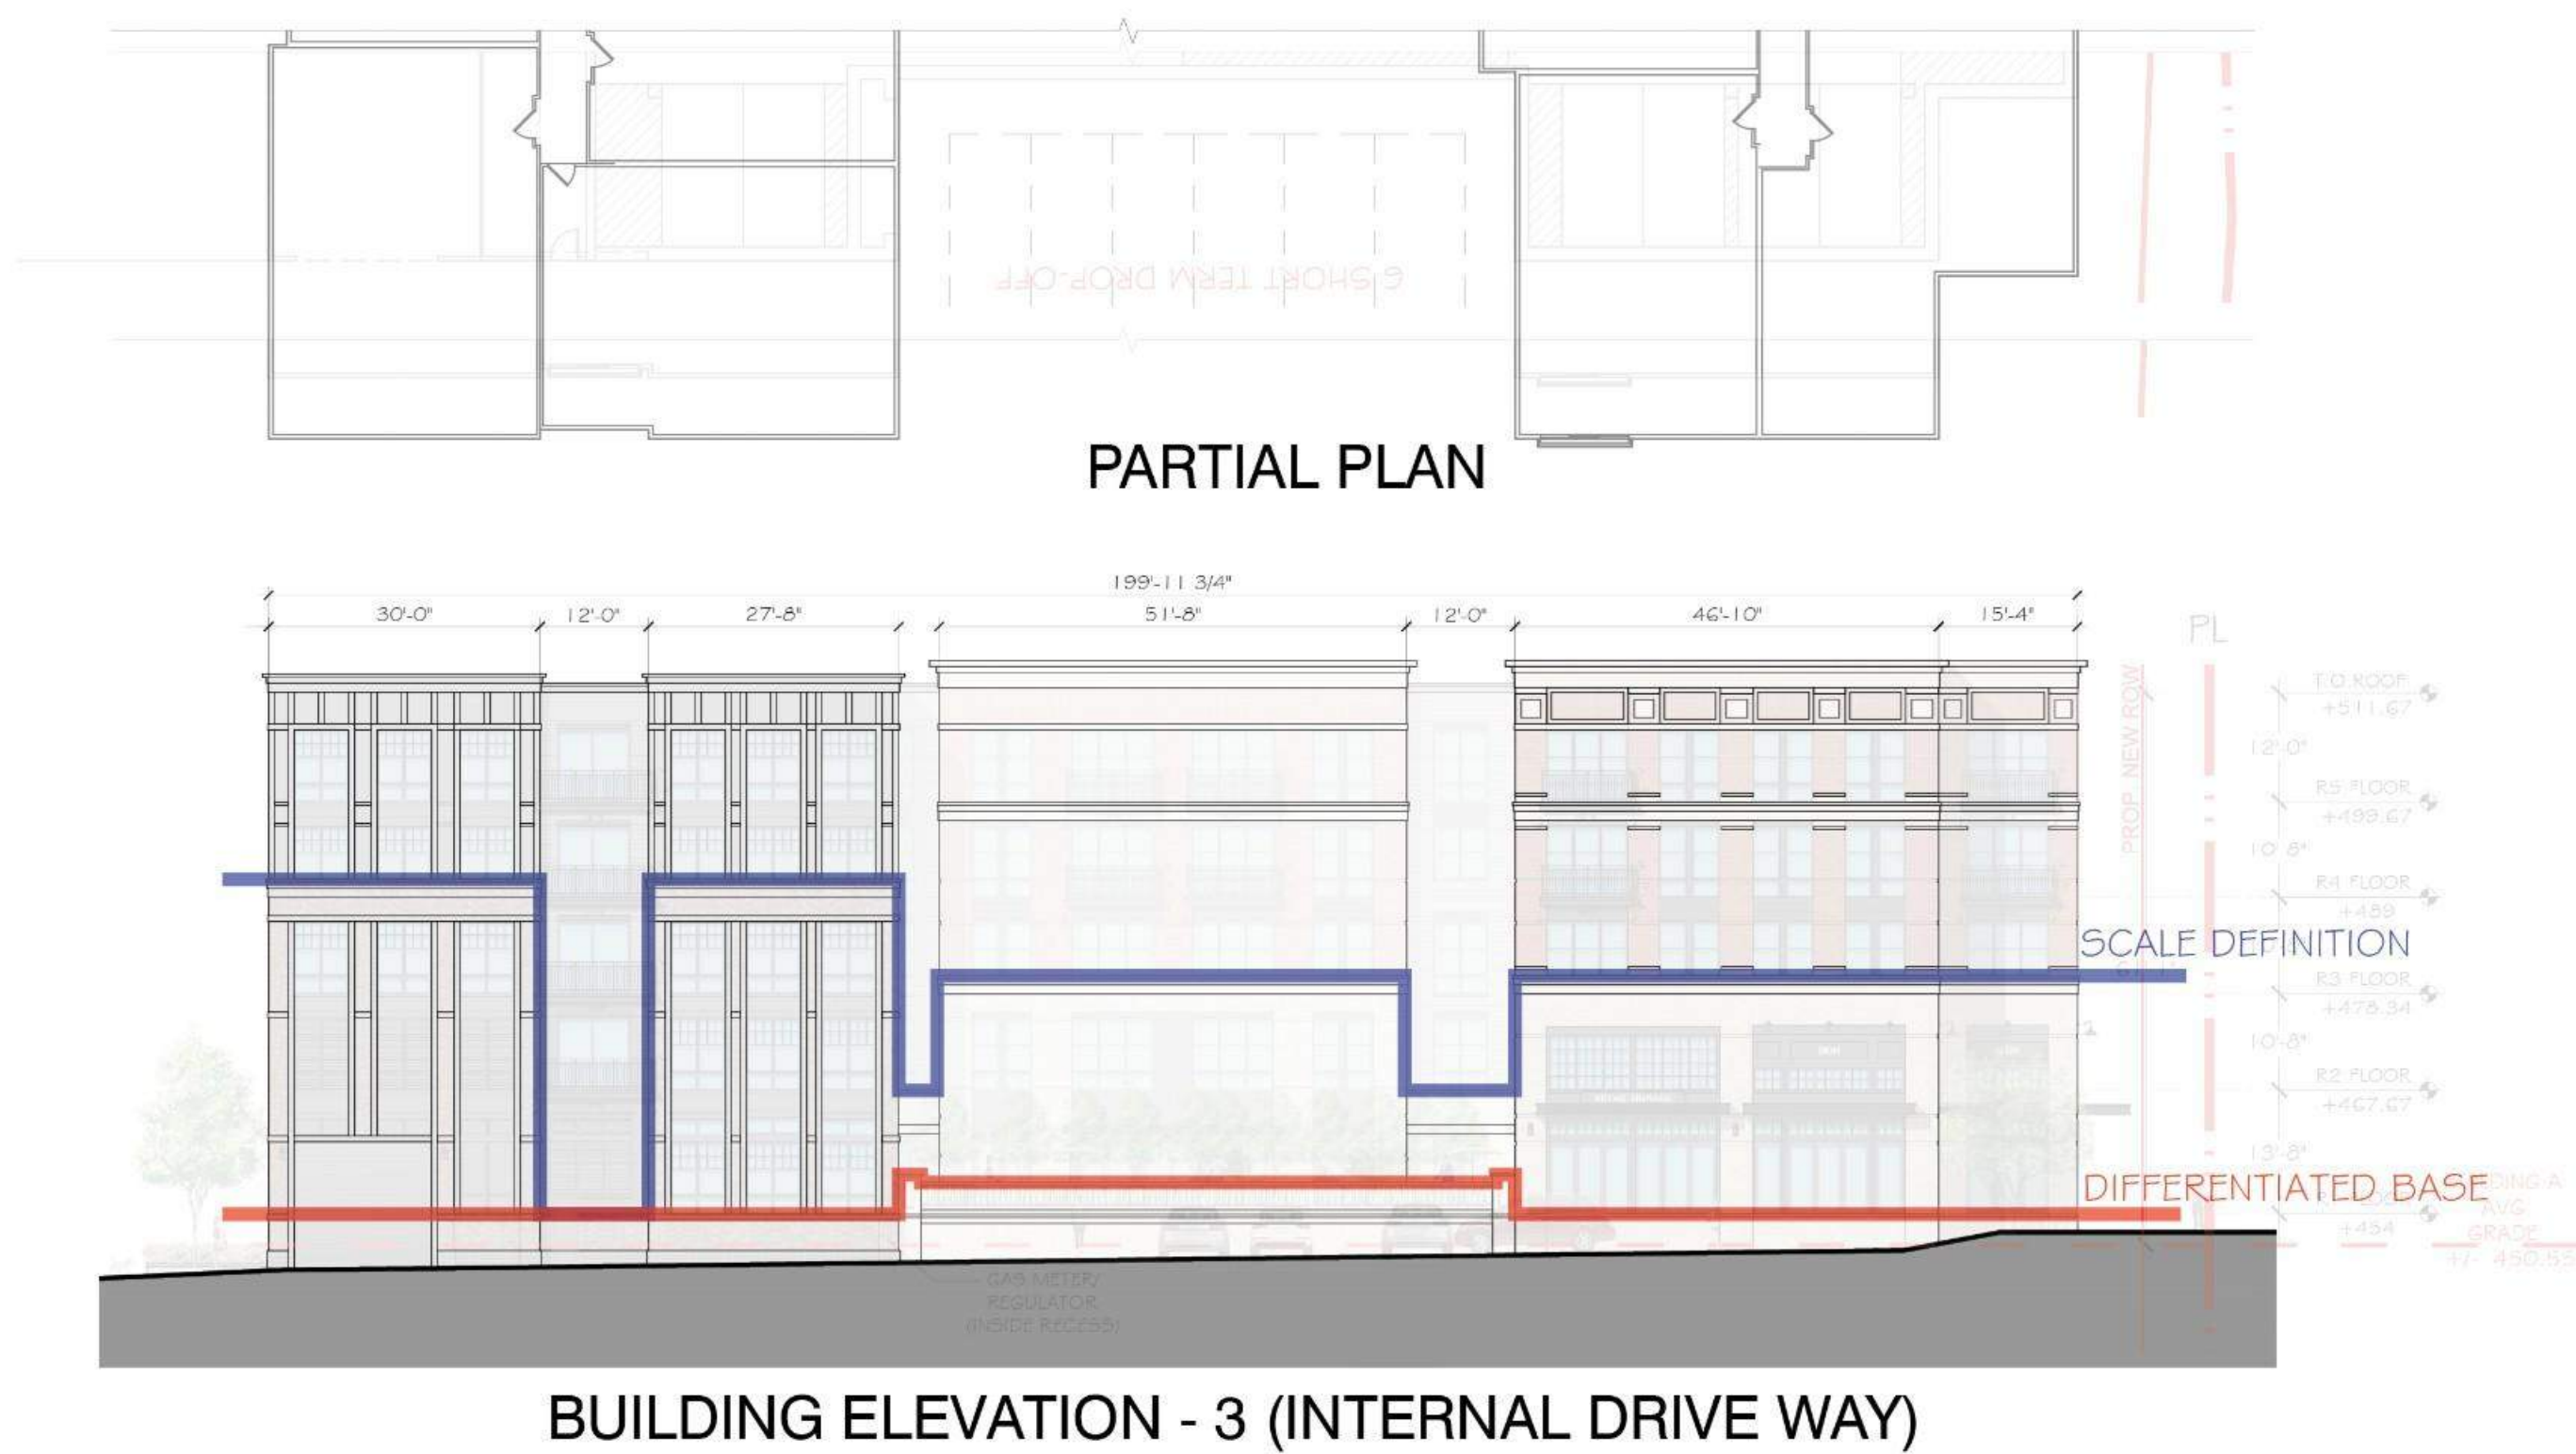 6 SHORT TERM DROP-OFF
PARTIAL PLAN
199'-11 3/4"
30'-0"
12'-0"
27'-8"
51'-8"
12'-0"
46'-10"
15'-4"
PL
PROP. NEW ROW
T.O ROOF
+511.67
12'-0"
R5 FLOOR
+499.67
10'-8"
R4 FLOOR
+489
SCALE DEFINITION
R3 FLOOR
+478.34
10'-8"
R2 FLOOR
+467.67
13'-8"
DIFFERENTIATED BASE
+454
AVG
GRADE
+/- 450.55
GAS METER/
REGULATOR
(INSIDE RECESS)
BUILDING ELEVATION - 3 (INTERNAL DRIVE WAY)